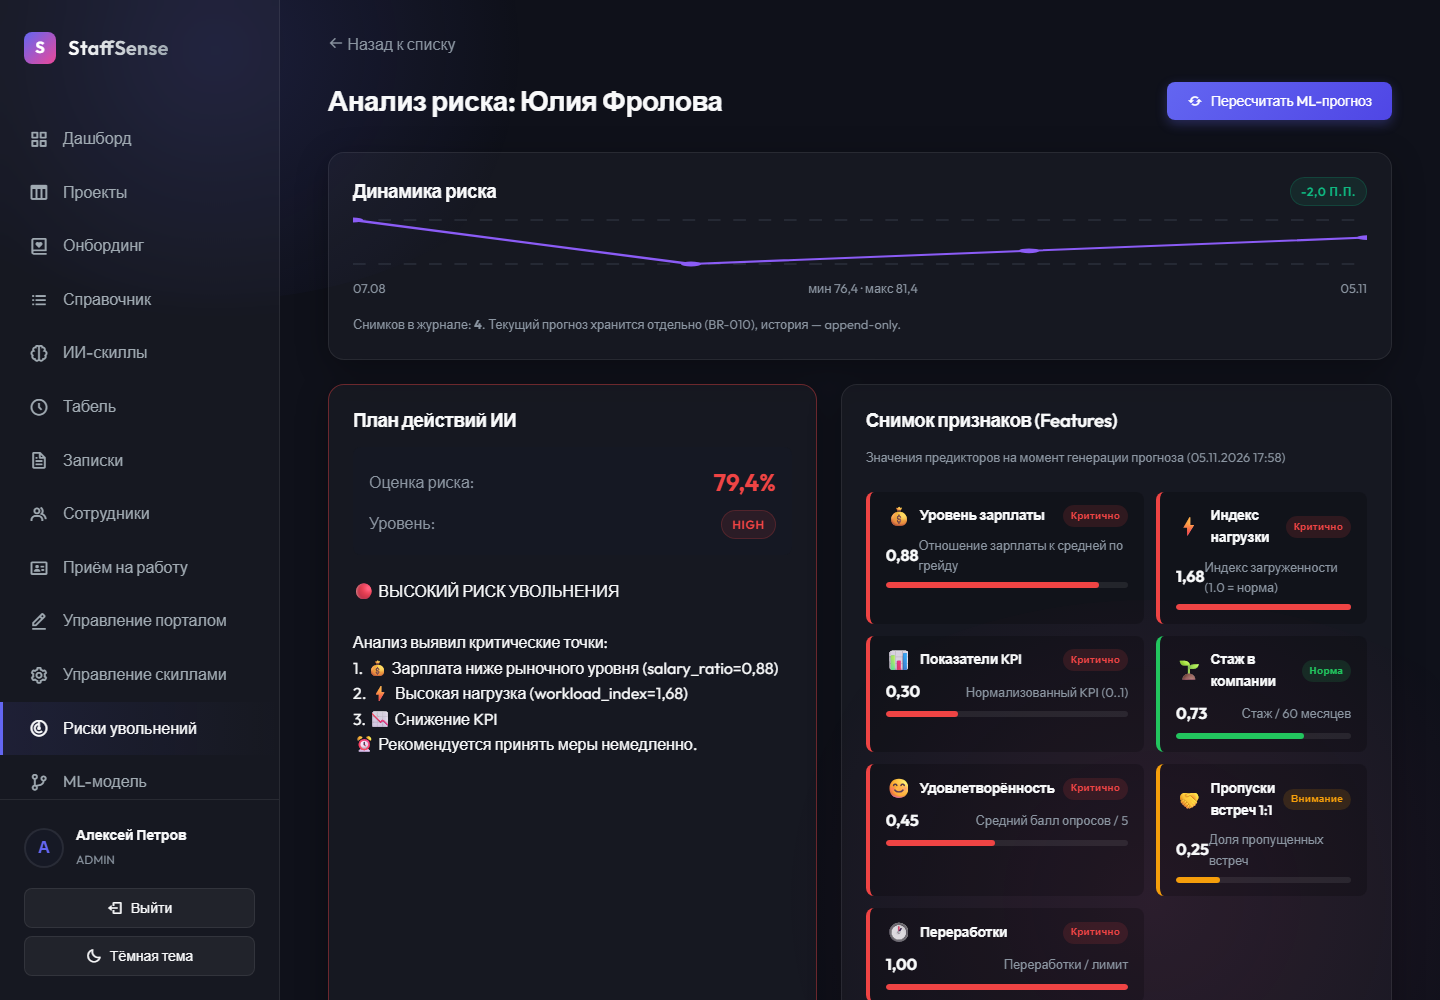 S StaffSense
Дашборд
Проекты
Онбординг
Справочник
ИИ-скиллы
Табель
Записки
Сотрудники
Приём на работу
Управление порталом
Управление скиллами
Риски увольнений
ML-модель
A
Алексей Петров
ADMIN
Выйти
Тёмная тема
← Назад к списку
Анализ риска: Юлия Фролова
Пересчитать ML-прогноз
Динамика риска
-2,0 П.П.
07.08
мин 76,4 · макс 81,4
05.11
Снимков в журнале: 4. Текущий прогноз хранится отдельно (BR-010), история — append-only.
План действий ИИ
Оценка риска: 79,4%
Уровень: HIGH
🔴 ВЫСОКИЙ РИСК УВОЛЬНЕНИЯ
Анализ выявил критические точки:
1. 💰 Зарплата ниже рыночного уровня (salary_ratio=0,88)
2. ⚡ Высокая нагрузка (workload_index=1,68)
3. 📉 Снижение KPI
⏰ Рекомендуется принять меры немедленно.
Снимок признаков (Features)
Значения предикторов на момент генерации прогноза (05.11.2026 17:58)
💰 Уровень зарплаты
Критично
0,88
Отношение зарплаты к средней по
грейду
⚡ Индекс
нагрузки
Критично
1,68
Индекс загруженности
(1.0 = норма)
📊 Показатели KPI
Критично
0,30
Нормализованный KPI (0..1)
🌱 Стаж в
компании
Норма
0,73
Стаж / 60 месяцев
😊 Удовлетворённость
Критично
0,45
Средний балл опросов / 5
🤝 Пропуски
встреч 1:1
Внимание
0,25
Доля пропущенных
встреч
🕐 Переработки
Критично
1,00
Переработки / лимит